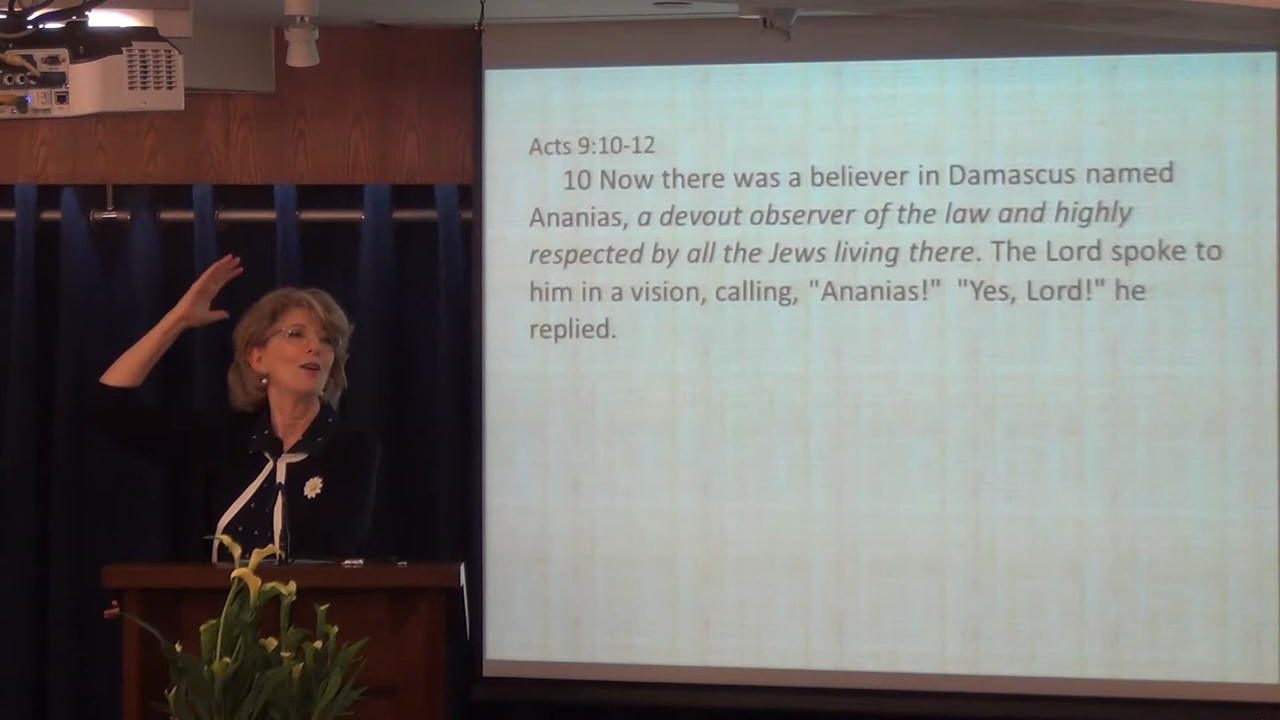 Acts 9:10-12
10 Now there was a believer in Damascus named
Ananias, a devout observer of the law and highly
respected by all the Jews living there. The Lord spoke to
him in a vision, calling, "Ananias!"  "Yes, Lord!" he
replied.